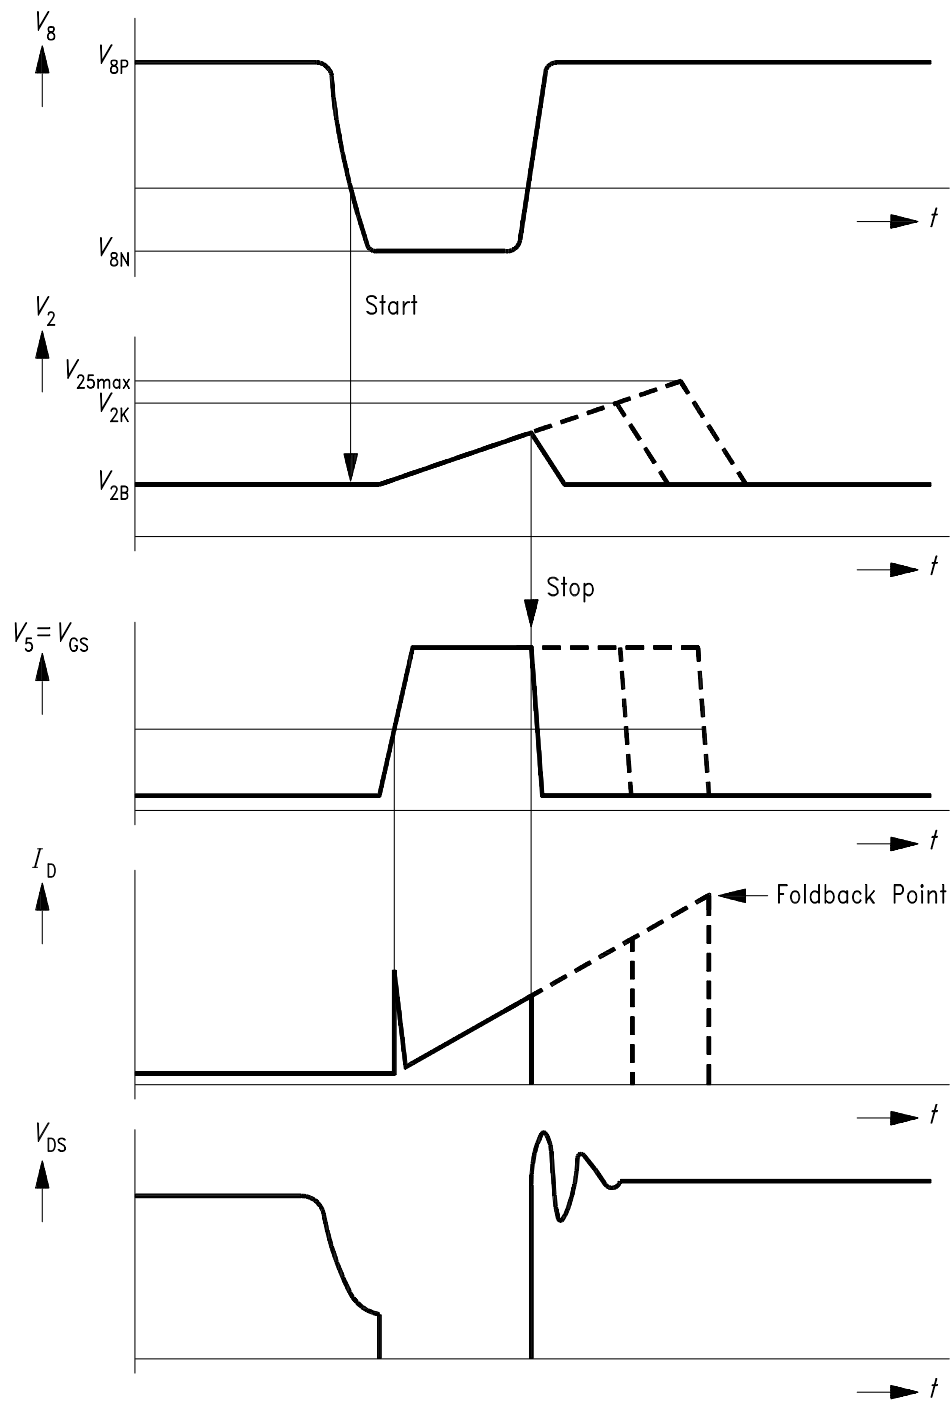 V8
V8P
t
V8N
Start
V2
V25max
V2K
V2B
t
Stop
V5=VGS
t
ID
Foldback Point
t
VDS
t